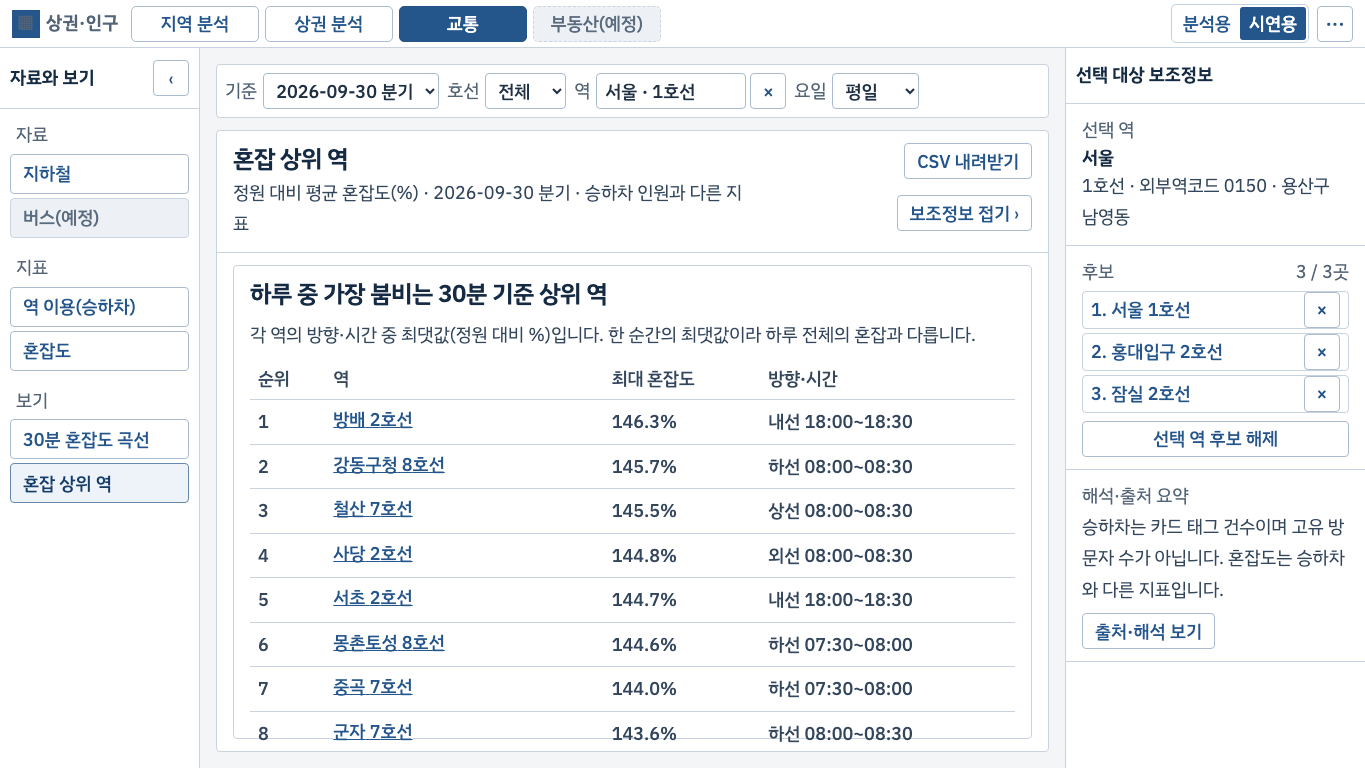 상권·인구
지역 분석
상권 분석
교통
부동산(예정)
분석용
시연용
···
자료와 보기
‹
자료
지하철
버스(예정)
지표
역 이용(승하차)
혼잡도
보기
30분 혼잡도 곡선
혼잡 상위 역
기준 2026-09-30 분기 호선 전체 역 서울 · 1호선 × 요일 평일
혼잡 상위 역
정원 대비 평균 혼잡도(%) · 2026-09-30 분기 · 승하차 인원과 다른 지
표
CSV 내려받기
보조정보 접기 ›
하루 중 가장 붐비는 30분 기준 상위 역
각 역의 방향·시간 중 최댓값(정원 대비 %)입니다. 한 순간의 최댓값이라 하루 전체의 혼잡과 다릅니다.
순위 역 최대 혼잡도 방향·시간
1 방배 2호선 146.3% 내선 18:00~18:30
2 강동구청 8호선 145.7% 하선 08:00~08:30
3 철산 7호선 145.5% 상선 08:00~08:30
4 사당 2호선 144.8% 외선 08:00~08:30
5 서초 2호선 144.7% 내선 18:00~18:30
6 몽촌토성 8호선 144.6% 하선 07:30~08:00
7 중곡 7호선 144.0% 하선 07:30~08:00
8 군자 7호선 143.6% 하선 08:00~08:30
선택 대상 보조정보
선택 역
서울
1호선 · 외부역코드 0150 · 용산구
남영동
후보 3 / 3곳
1. 서울 1호선 ×
2. 홍대입구 2호선 ×
3. 잠실 2호선 ×
선택 역 후보 해제
해석·출처 요약
승하차는 카드 태그 건수이며 고유 방
문자 수가 아닙니다. 혼잡도는 승하차
와 다른 지표입니다.
출처·해석 보기